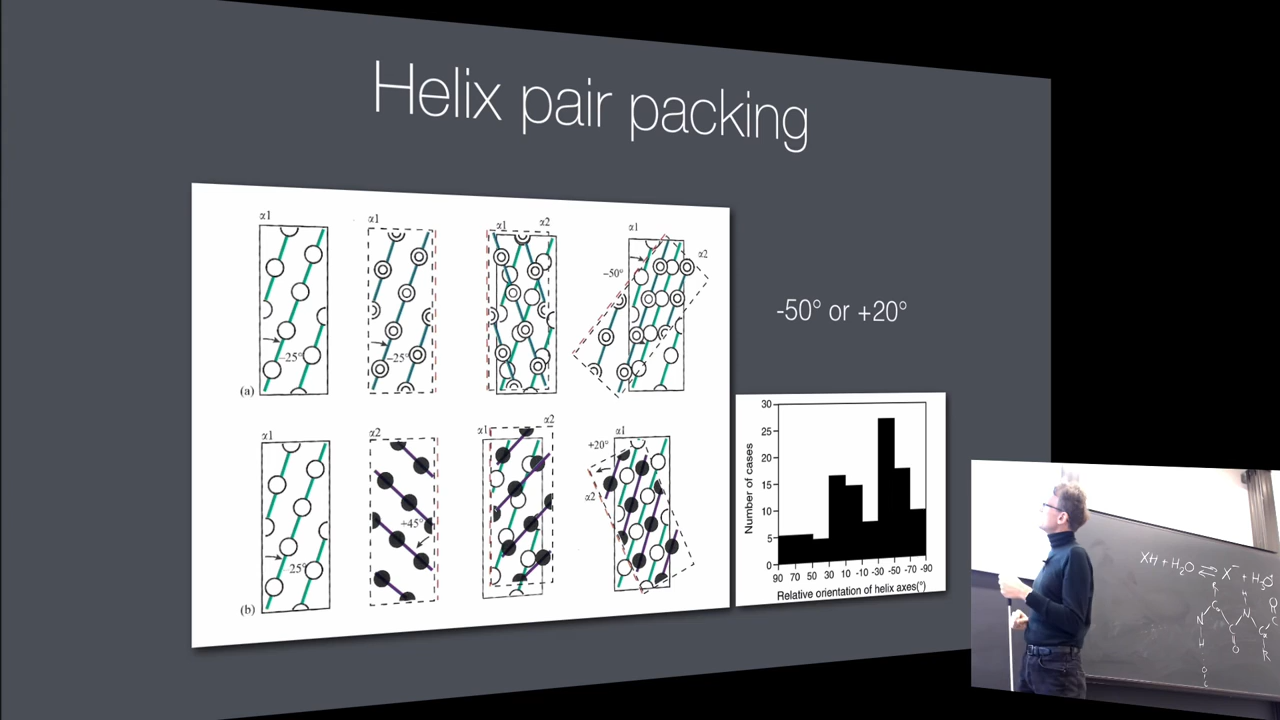 Helix pair packing
α1
α1
α1
α2
α1
α2
-25°
-25°
-50°
(a)
α1
α2
α1
α2
α1
α2
25°
+45°
+20°
(b)
-50° or +20°
30
25
20
15
10
5
0
Number of cases
90 70 50 30 10 -10 -30 -50 -70 -90
Relative orientation of helix axes(°)
XH + H₂O ⇌ X⁻ + H₃
N
C
N
C
O
H
R